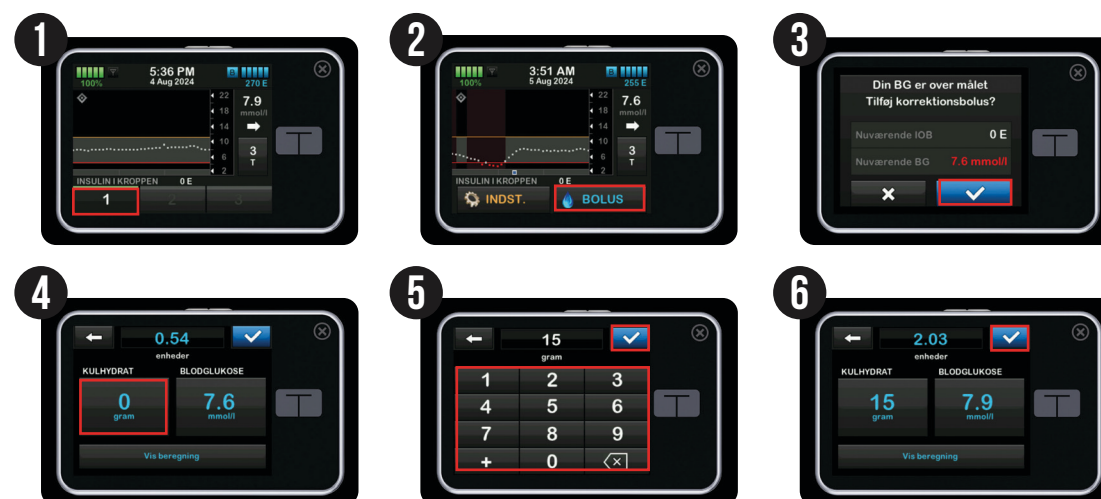 1
100%
5:36 PM
4 Aug 2024
B
270 E
22
18
14
10
6
2
7.9
mmol/l
3
T
INSULIN I KROPPEN 0 E
1 2 3
2
100%
3:51 AM
5 Aug 2024
B
255 E
22
18
14
10
6
2
7.6
mmol/l
3
T
INSULIN I KROPPEN 0 E
INDST. BOLUS
3
Din BG er over målet
Tilføj korrektionsbolus?
Nuværende IOB 0 E
Nuværende BG 7.6 mmol/l
4
0.54
enheder
KULHYDRAT BLODGLUKOSE
0 7.6
gram mmol/l
Vis beregning
5
15
gram
1 2 3
4 5 6
7 8 9
+ 0
6
2.03
enheder
KULHYDRAT BLODGLUKOSE
15 7.9
gram mmol/l
Vis beregning